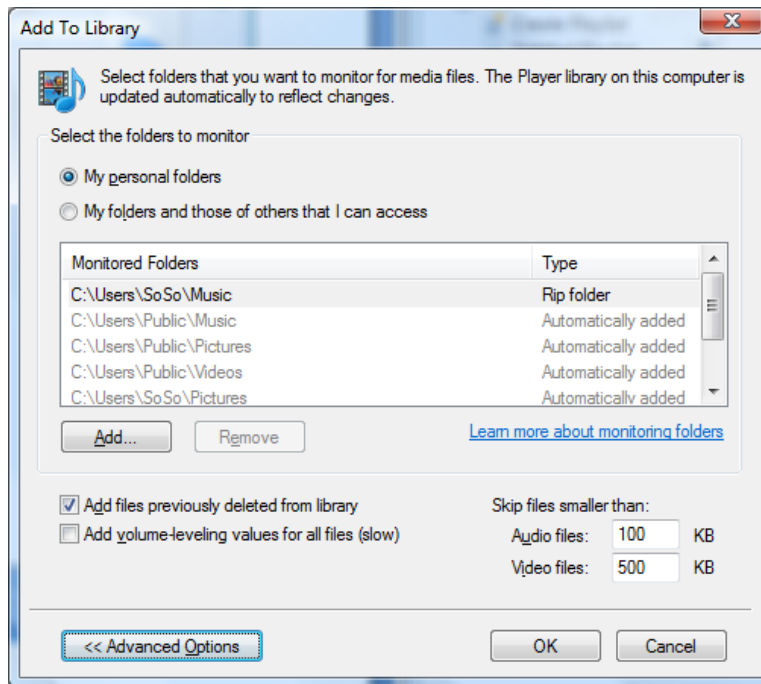 Add To Library
Select folders that you want to monitor for media files. The Player library on this computer is
updated automatically to reflect changes.
Select the folders to monitor
My personal folders
My folders and those of others that I can access
Monitored Folders Type
C:\Users\SoSo\Music Rip folder
C:\Users\Public\Music Automatically added
C:\Users\Public\Pictures Automatically added
C:\Users\Public\Videos Automatically added
C:\Users\SoSo\Pictures Automatically added
Add... Remove Learn more about monitoring folders
Add files previously deleted from library Skip files smaller than:
Add volume-leveling values for all files (slow) Audio files: 100 KB
Video files: 500 KB
<< Advanced Options OK Cancel